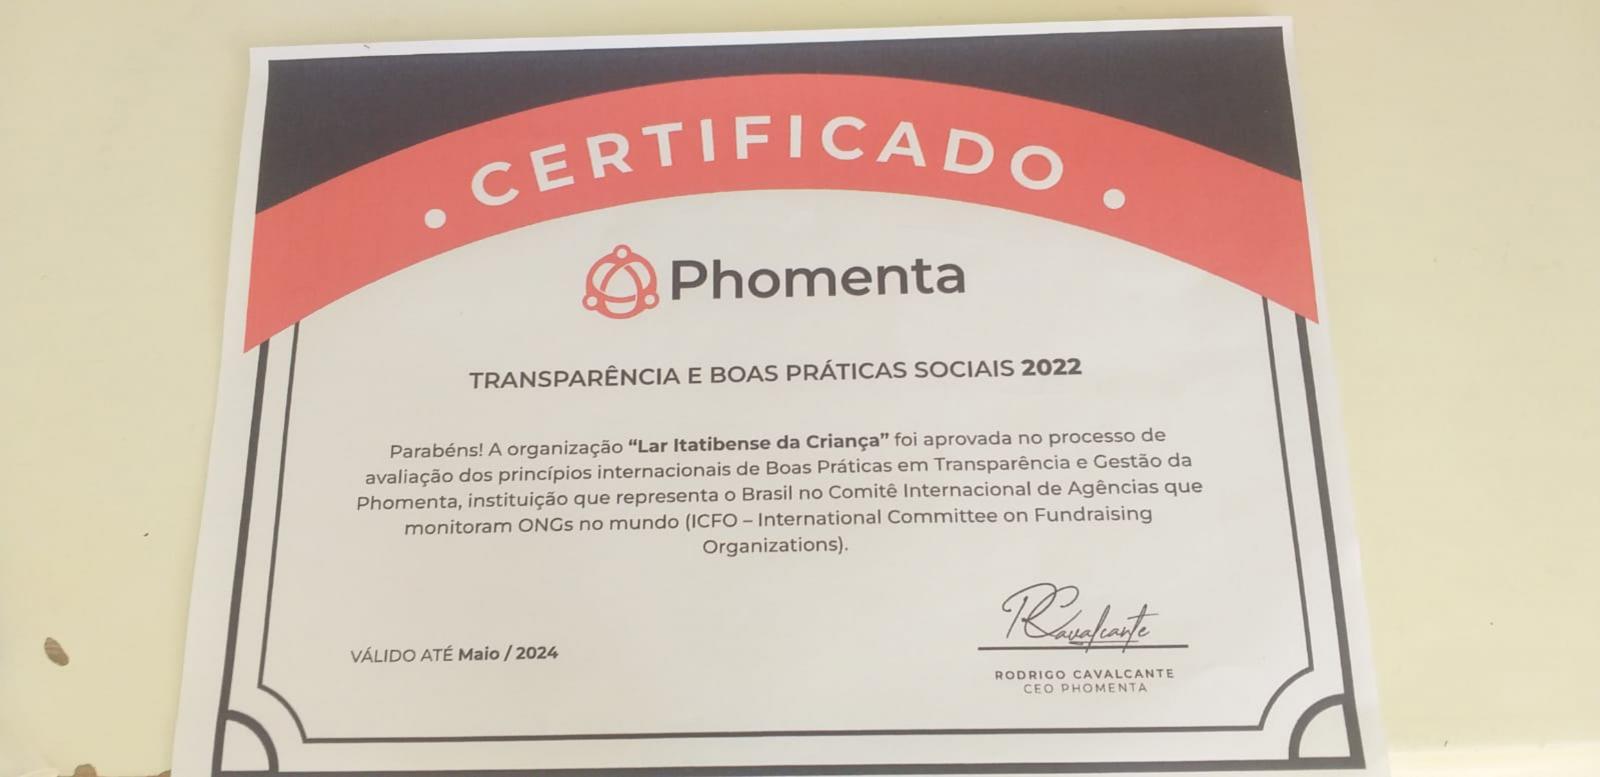 • CERTIFICADO •
Phomenta
TRANSPARÊNCIA E BOAS PRÁTICAS SOCIAIS 2022
Parabéns! A organização “Lar Itatibense da Criança” foi aprovada no processo de
avaliação dos princípios internacionais de Boas Práticas em Transparência e Gestão da
Phomenta, instituição que representa o Brasil no Comitê Internacional de Agências que
monitoram ONGs no mundo (ICFO – International Committee on Fundraising
Organizations).
RCavalcante
VÁLIDO ATÉ Maio / 2024
RODRIGO CAVALCANTE
CEO PHOMENTA